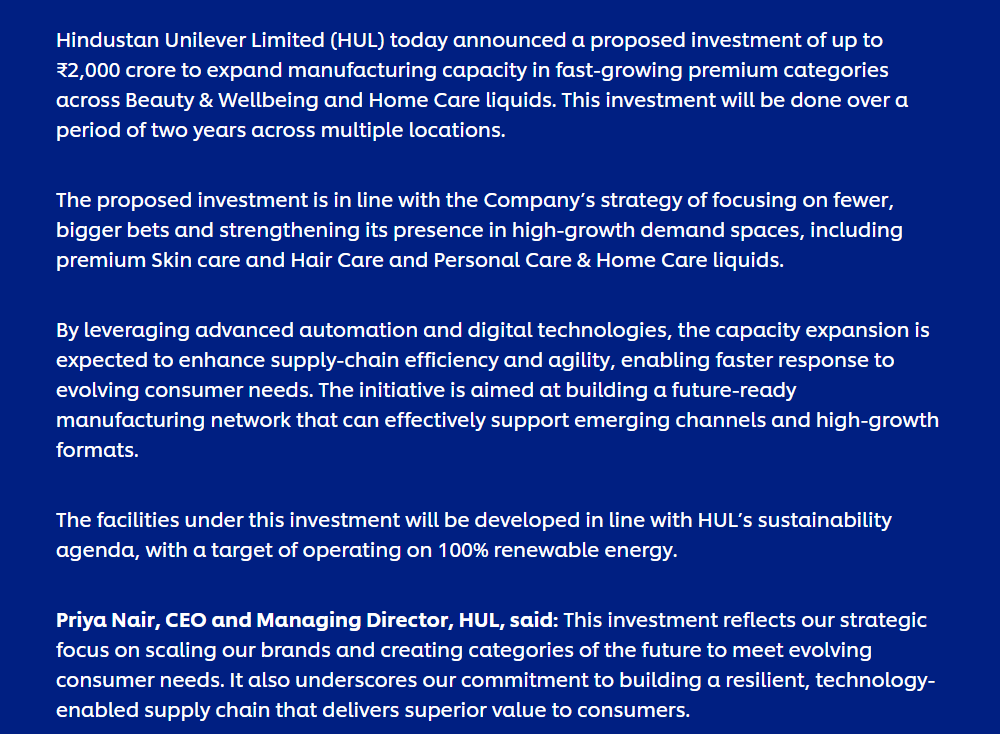 Hindustan Unilever Limited (HUL) today announced a proposed investment of up to
₹2,000 crore to expand manufacturing capacity in fast-growing premium categories
across Beauty & Wellbeing and Home Care liquids. This investment will be done over a
period of two years across multiple locations.
The proposed investment is in line with the Company’s strategy of focusing on fewer,
bigger bets and strengthening its presence in high-growth demand spaces, including
premium Skin care and Hair Care and Personal Care & Home Care liquids.
By leveraging advanced automation and digital technologies, the capacity expansion is
expected to enhance supply-chain efficiency and agility, enabling faster response to
evolving consumer needs. The initiative is aimed at building a future-ready
manufacturing network that can effectively support emerging channels and high-growth
formats.
The facilities under this investment will be developed in line with HUL’s sustainability
agenda, with a target of operating on 100% renewable energy.
Priya Nair, CEO and Managing Director, HUL, said: This investment reflects our strategic
focus on scaling our brands and creating categories of the future to meet evolving
consumer needs. It also underscores our commitment to building a resilient, technology-
enabled supply chain that delivers superior value to consumers.